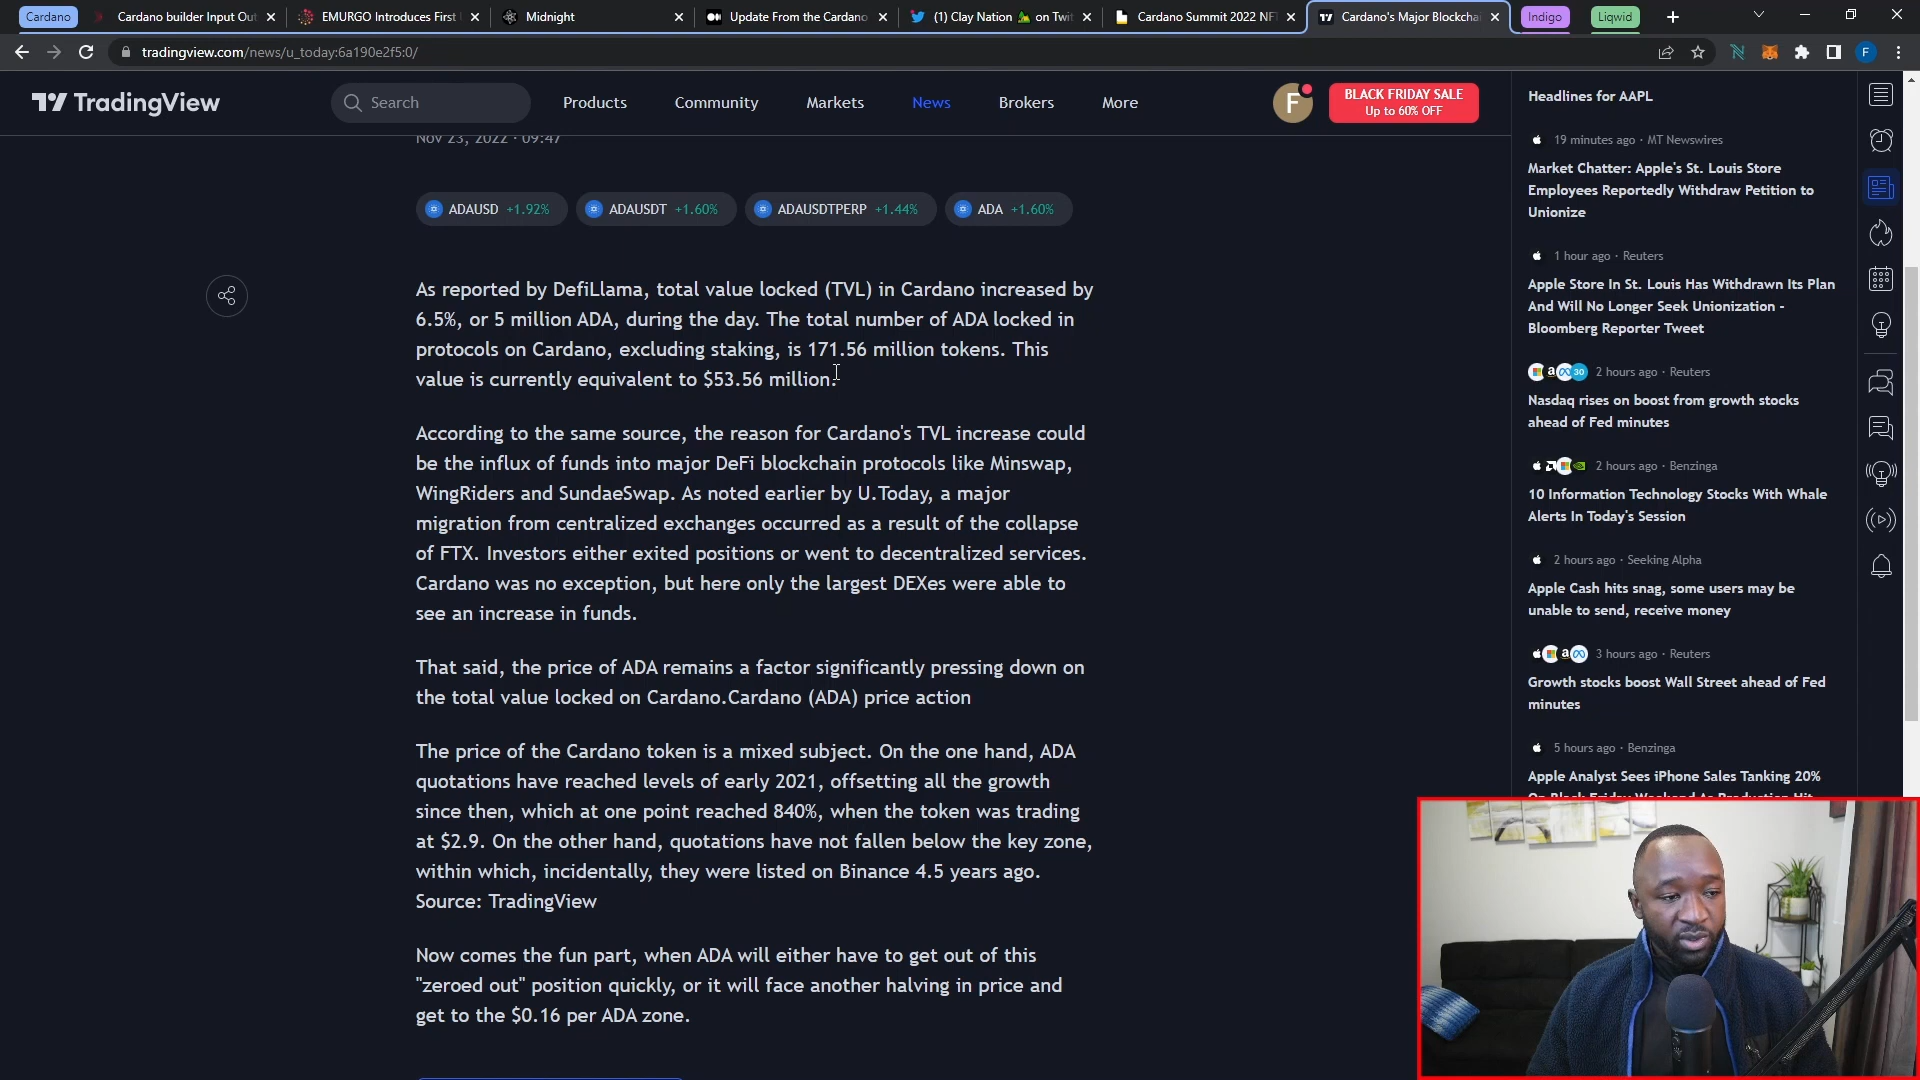 Cardano
Cardano builder Input Out
EMURGO Introduces First
Midnight
Update From the Cardano
(1) Clay Nation on Twit
Cardano Summit 2022 NF
Cardano's Major Blockchai
Indigo
Liqwid
tradingview.com/news/u_today:6a190e2f5:0/
F
TradingView
Search
Products
Community
Markets
News
Brokers
More
F
BLACK FRIDAY SALE
Up to 60% OFF
Nov 23, 2022 · 09:47
ADAUSD +1.92%
ADAUSDT +1.60%
ADAUSDTPERP +1.44%
ADA +1.60%
As reported by DefiLlama, total value locked (TVL) in Cardano increased by
6.5%, or 5 million ADA, during the day. The total number of ADA locked in
protocols on Cardano, excluding staking, is 171.56 million tokens. This
value is currently equivalent to $53.56 million.
According to the same source, the reason for Cardano's TVL increase could
be the influx of funds into major DeFi blockchain protocols like Minswap,
WingRiders and SundaeSwap. As noted earlier by U.Today, a major
migration from centralized exchanges occurred as a result of the collapse
of FTX. Investors either exited positions or went to decentralized services.
Cardano was no exception, but here only the largest DEXes were able to
see an increase in funds.
That said, the price of ADA remains a factor significantly pressing down on
the total value locked on Cardano.Cardano (ADA) price action
The price of the Cardano token is a mixed subject. On the one hand, ADA
quotations have reached levels of early 2021, offsetting all the growth
since then, which at one point reached 840%, when the token was trading
at $2.9. On the other hand, quotations have not fallen below the key zone,
within which, incidentally, they were listed on Binance 4.5 years ago.
Source: TradingView
Now comes the fun part, when ADA will either have to get out of this
"zeroed out" position quickly, or it will face another halving in price and
get to the $0.16 per ADA zone.
Headlines for AAPL
19 minutes ago · MT Newswires
Market Chatter: Apple's St. Louis Store
Employees Reportedly Withdraw Petition to
Unionize
1 hour ago · Reuters
Apple Store In St. Louis Has Withdrawn Its Plan
And Will No Longer Seek Unionization -
Bloomberg Reporter Tweet
30
2 hours ago · Reuters
Nasdaq rises on boost from growth stocks
ahead of Fed minutes
2 hours ago · Benzinga
10 Information Technology Stocks With Whale
Alerts In Today's Session
2 hours ago · Seeking Alpha
Apple Cash hits snag, some users may be
unable to send, receive money
3 hours ago · Reuters
Growth stocks boost Wall Street ahead of Fed
minutes
5 hours ago · Benzinga
Apple Analyst Sees iPhone Sales Tanking 20%
On Black Friday Weekend As Production Hit